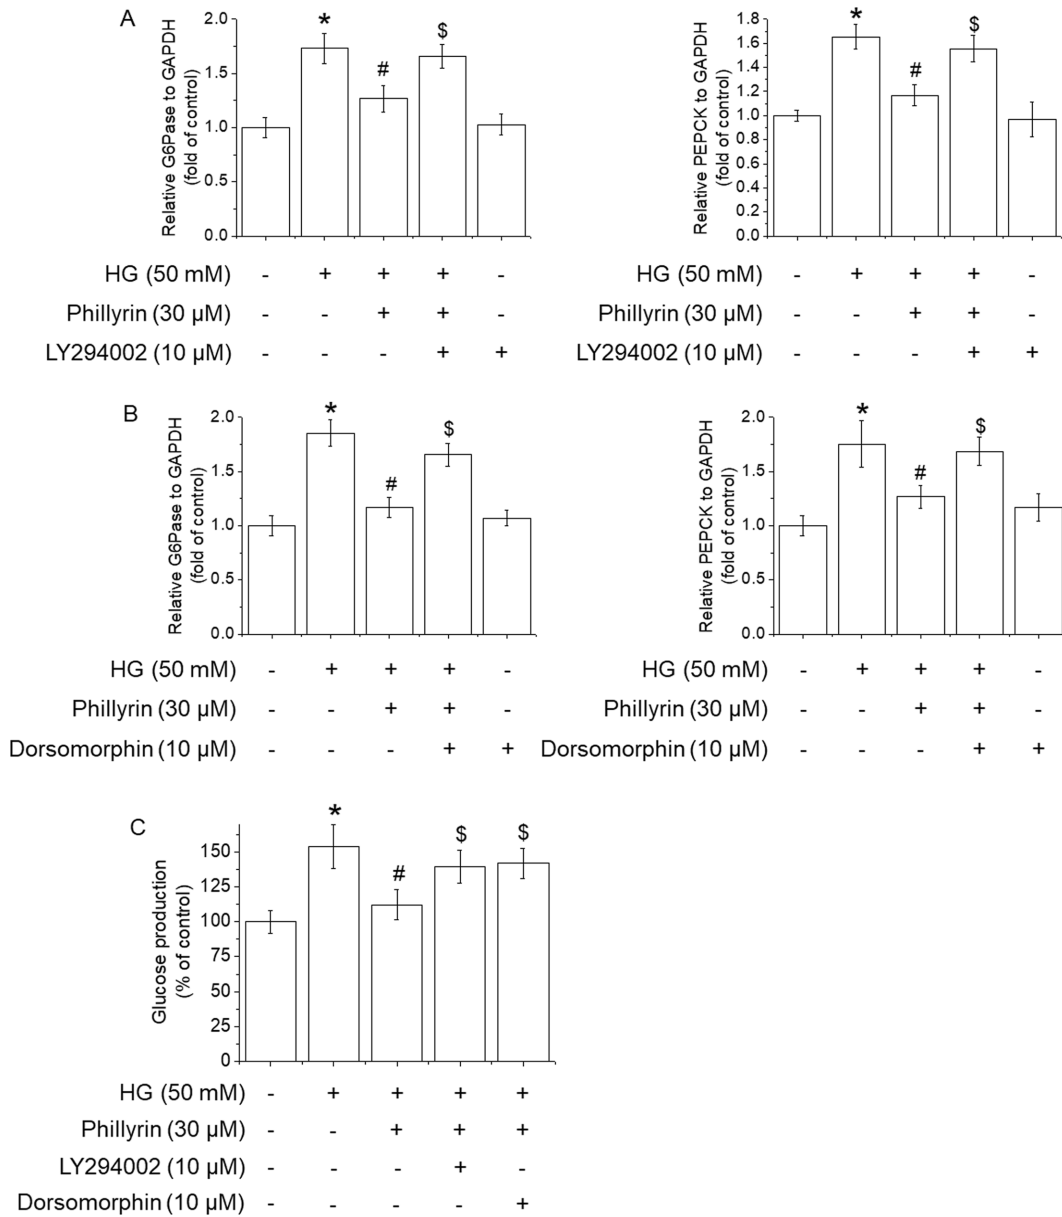 A
Relative G6Pase to GAPDH
(fold of control)
2.0
1.5
1.0
0.5
0.0
* # $
HG (50 mM) - + + + -
Phillyrin (30 µM) - - + + -
LY294002 (10 µM) - - - + +
Relative PEPCK to GAPDH
(fold of control)
1.8
1.6
1.4
1.2
1.0
0.8
0.6
0.4
0.2
0.0
* # $
HG (50 mM) - + + + -
Phillyrin (30 µM) - - + + -
LY294002 (10 µM) - - - + +
B
Relative G6Pase to GAPDH
(fold of control)
2.0
1.5
1.0
0.5
0.0
* # $
HG (50 mM) - + + + -
Phillyrin (30 µM) - - + + -
Dorsomorphin (10 µM) - - - + +
Relative PEPCK to GAPDH
(fold of control)
2.0
1.5
1.0
0.5
0.0
* # $
HG (50 mM) - + + + -
Phillyrin (30 µM) - - + + -
Dorsomorphin (10 µM) - - - + +
C
Glucose production
(% of control)
150
125
100
75
50
25
0
* # $ $
HG (50 mM) - + + + +
Phillyrin (30 µM) - - + + +
LY294002 (10 µM) - - - + -
Dorsomorphin (10 µM) - - - - +